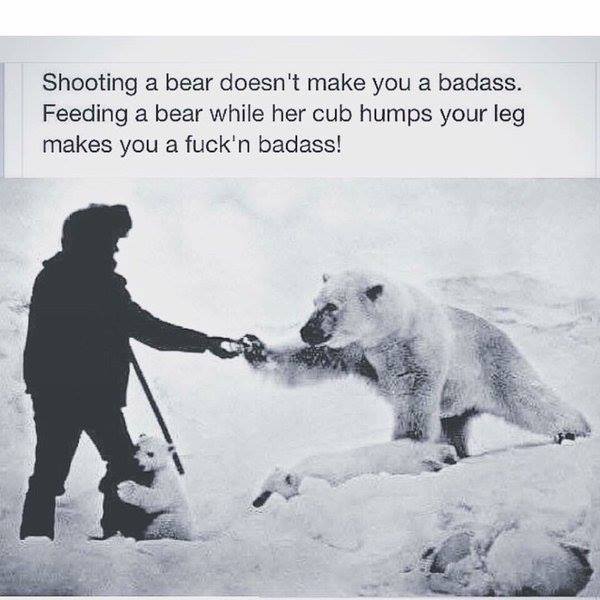 Shooting a bear doesn't make you a badass.
Feeding a bear while her cub humps your leg
makes you a fuck'n badass!